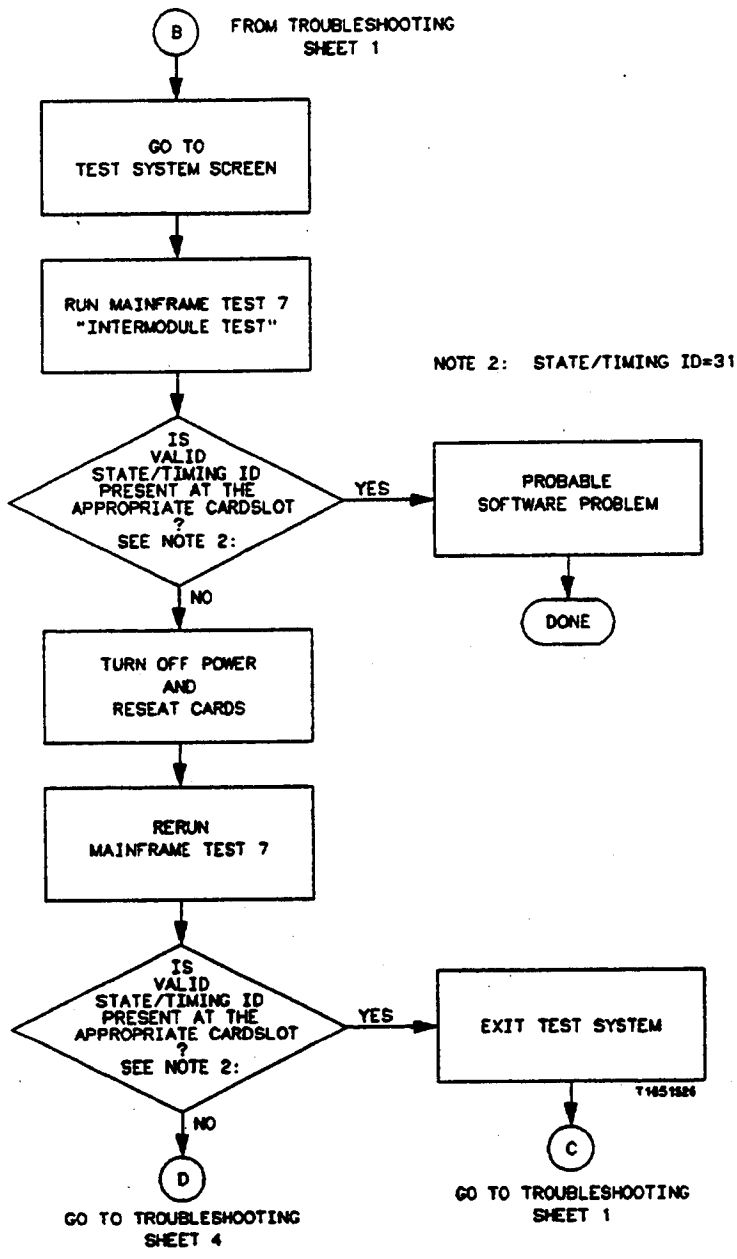 B
FROM TROUBLESHOOTING
SHEET 1
GO TO
TEST SYSTEM SCREEN
RUN MAINFRAME TEST 7
"INTERMODULE TEST"
NOTE 2: STATE/TIMING ID=31
IS
VALID
STATE/TIMING ID
PRESENT AT THE
APPROPRIATE CARDSLOT
?
SEE NOTE 2:
YES
PROBABLE
SOFTWARE PROBLEM
DONE
NO
TURN OFF POWER
AND
RESEAT CARDS
RERUN
MAINFRAME TEST 7
IS
VALID
STATE/TIMING ID
PRESENT AT THE
APPROPRIATE CARDSLOT
?
SEE NOTE 2:
YES
EXIT TEST SYSTEM
NO
C
GO TO TROUBLESHOOTING
SHEET 1
D
GO TO TROUBLESHOOTING
SHEET 4